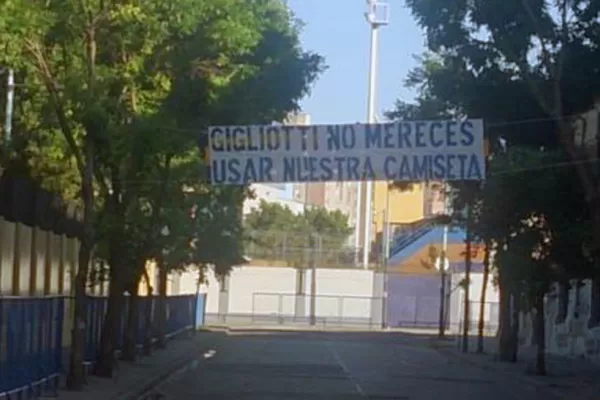 GIGLIOTTI NO MERECES
USAR NUESTRA CAMISETA